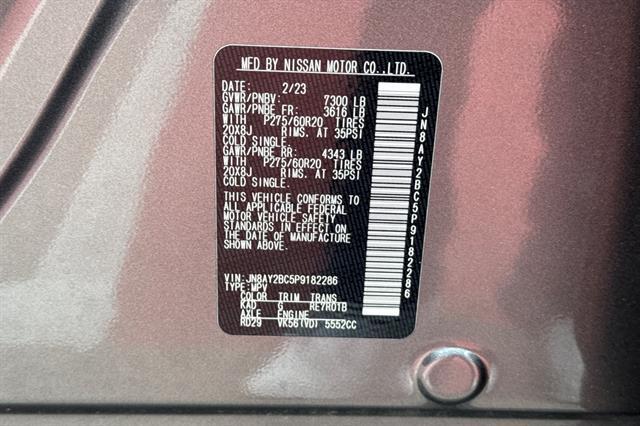 MFD BY NISSAN MOTOR CO.,LTD.
DATE: 2/23
GVWR/PNBV: 7300 LB
GAWR/PNBE FR: 3616 LB
WITH P275/60R20 TIRES
20X8J RIMS. AT 35PSI
COLD SINGLE.
GAWR/PNBE RR: 4343 LB
WITH P275/60R20 TIRES
20X8J RIMS. AT 35PSI
COLD SINGLE.
THIS VEHICLE CONFORMS TO
ALL APPLICABLE FEDERAL
MOTOR VEHICLE SAFETY
STANDARDS IN EFFECT ON
THE DATE OF MANUFACTURE
SHOWN ABOVE.
VIN: JN8AY2BC5P9182286
TYPE: MPV
COLOR TRIM TRANS
KAD G RE7R01B
AXLE ENGINE
RD29 VK56(VD) 5552CC
JN8AY2BC5P9182286